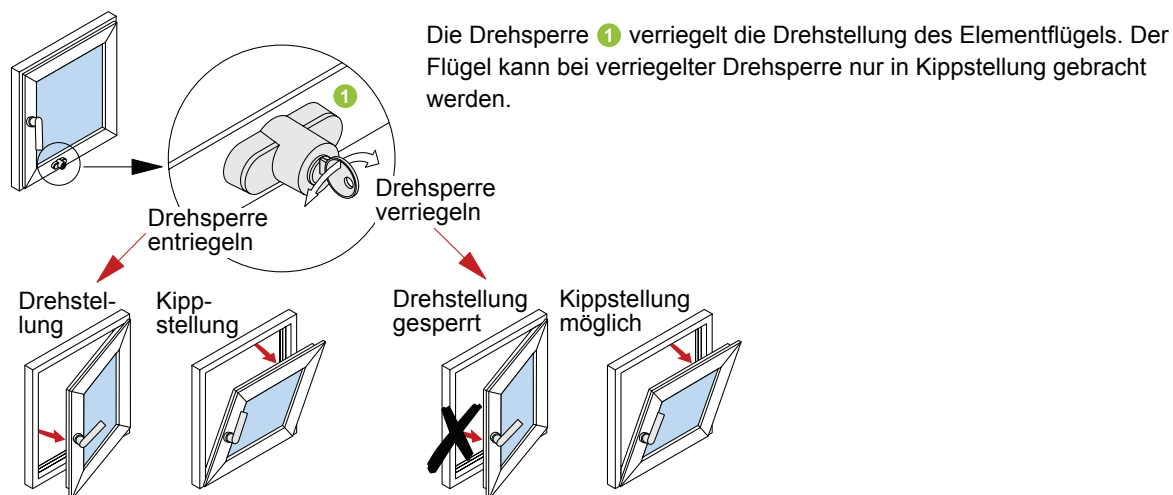 Die Drehsperre 1 verriegelt die Drehstellung des Elementflügels. Der
Flügel kann bei verriegelter Drehsperre nur in Kippstellung gebracht
werden.
1
Drehsperre
entriegeln
Drehsperre
verriegeln
Drehstel-
lung
Kipp-
stellung
Drehstellung
gesperrt
Kippstellung
möglich